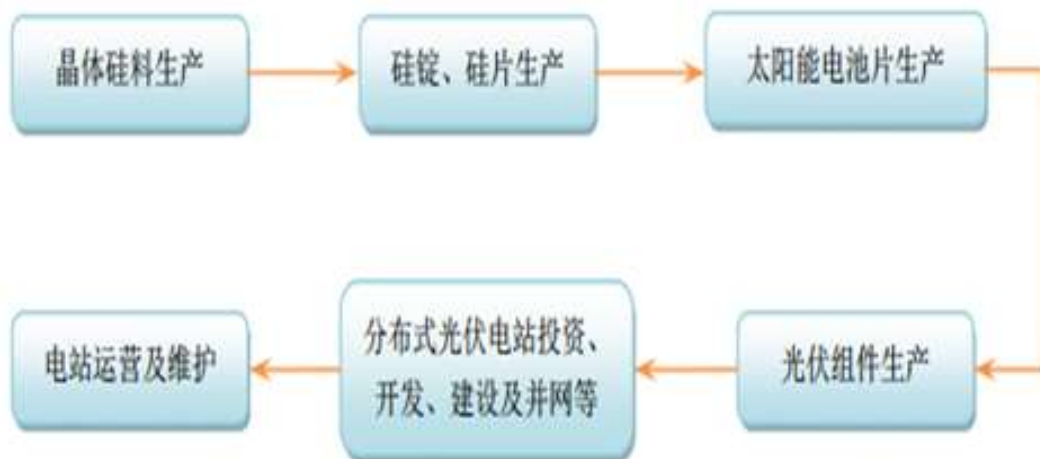 晶体硅料生产
硅锭、硅片生产
太阳能电池片生产
光伏组件生产
分布式光伏电站投资、
开发、建设及并网等
电站运营及维护